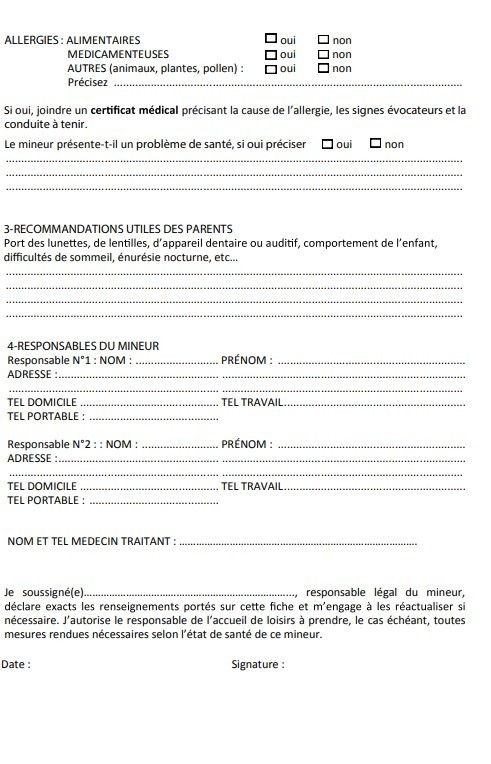 ALLERGIES : ALIMENTAIRES ☐ oui ☐ non
MEDICAMENTEUSES ☐ oui ☐ non
AUTRES (animaux, plantes, pollen) : ☐ oui ☐ non
Précisez ....................................................................................................
Si oui, joindre un certificat médical précisant la cause de l'allergie, les signes évocateurs et la
conduite à tenir.
Le mineur présente-t-il un problème de santé, si oui préciser ☐ oui ☐ non
....................................................................................................
....................................................................................................
....................................................................................................
3-RECOMMANDATIONS UTILES DES PARENTS
Port des lunettes, de lentilles, d'appareil dentaire ou auditif, comportement de l'enfant,
difficultés de sommeil, énurésie nocturne, etc...
....................................................................................................
....................................................................................................
....................................................................................................
....................................................................................................
4-RESPONSABLES DU MINEUR
Responsable N°1 : NOM : ........................... PRÉNOM : ............................................................
ADRESSE :....................................................................................................
....................................................................................................
TEL DOMICILE ........................................... TEL TRAVAIL............................................................
TEL PORTABLE : ..........................................
Responsable N°2 : : NOM : ......................... PRÉNOM : ............................................................
ADRESSE :....................................................................................................
....................................................................................................
TEL DOMICILE ........................................... TEL TRAVAIL............................................................
TEL PORTABLE : ..........................................
NOM ET TEL MEDECIN TRAITANT : ................................................................................
Je soussigné(e)......................................................................, responsable légal du mineur,
déclare exacts les renseignements portés sur cette fiche et m'engage à les réactualiser si
nécessaire. J'autorise le responsable de l'accueil de loisirs à prendre, le cas échéant, toutes
mesures rendues nécessaires selon l'état de santé de ce mineur.
Date : Signature :